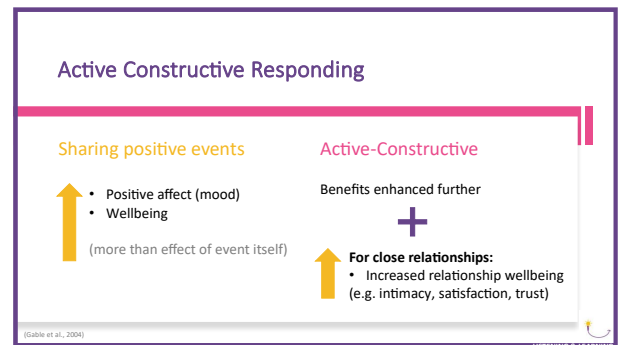 Active Constructive Responding
Sharing positive events
• Positive affect (mood)
• Wellbeing
(more than effect of event itself)
Active-Constructive
Benefits enhanced further
+
For close relationships:
• Increased relationship wellbeing
(e.g. intimacy, satisfaction, trust)
(Gable et al., 2004)